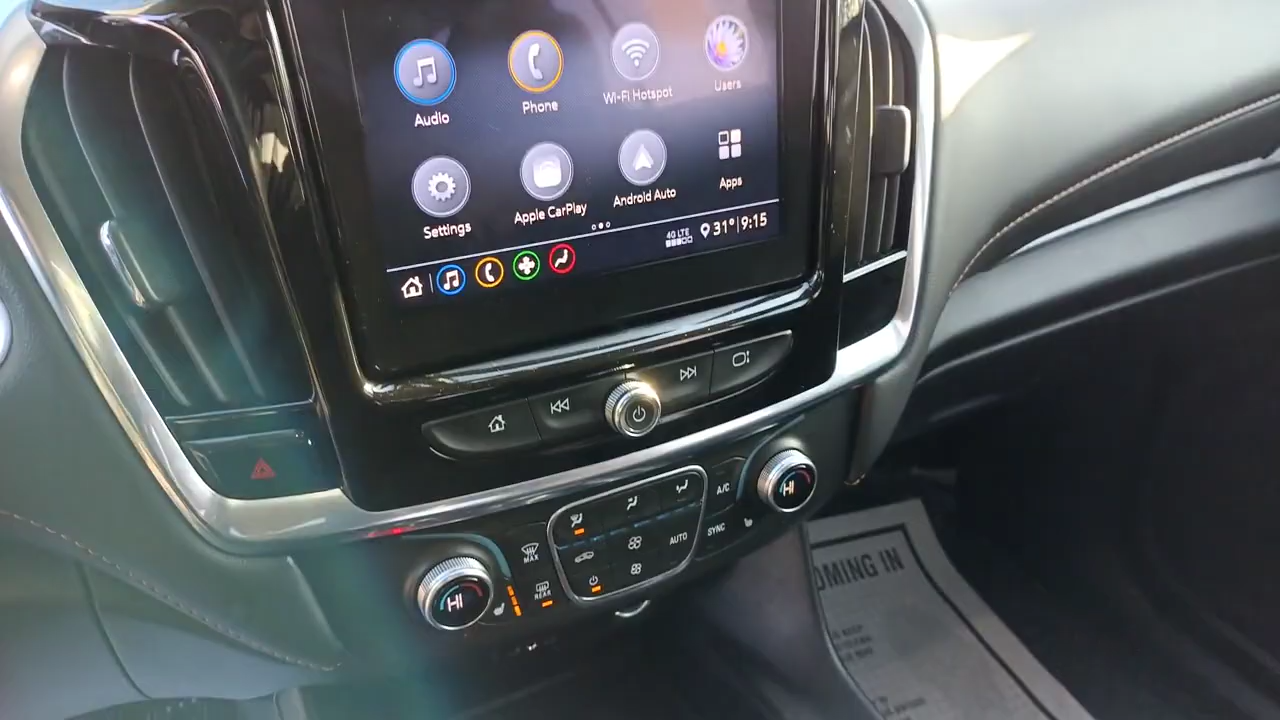 Audio
Phone
Wi-Fi Hotspot
Users
Settings
Apple CarPlay
Android Auto
Apps
4G LTE
31° 9:15
MAX
REAR
AUTO
A/C
SYNC
HI
HI
OMING IN